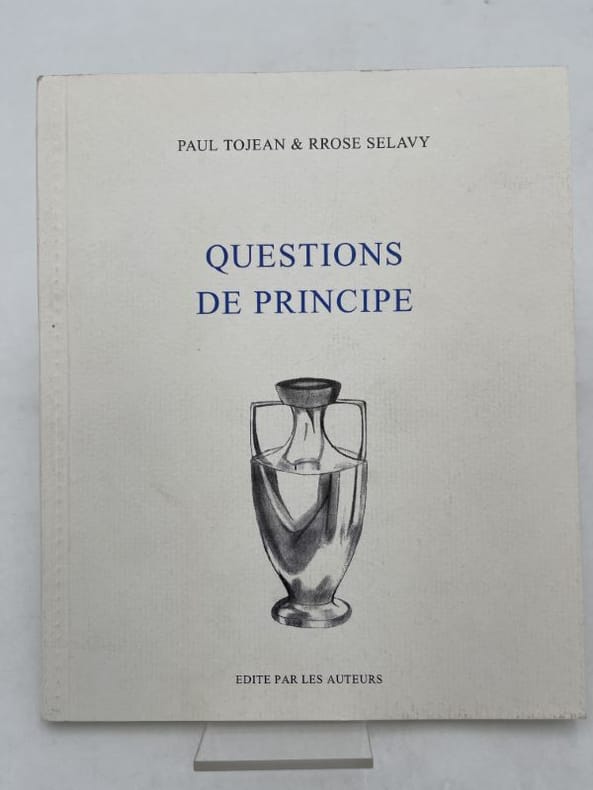 PAUL TOJEAN & RROSE SELAVY
QUESTIONS
DE PRINCIPE
EDITE PAR LES AUTEURS